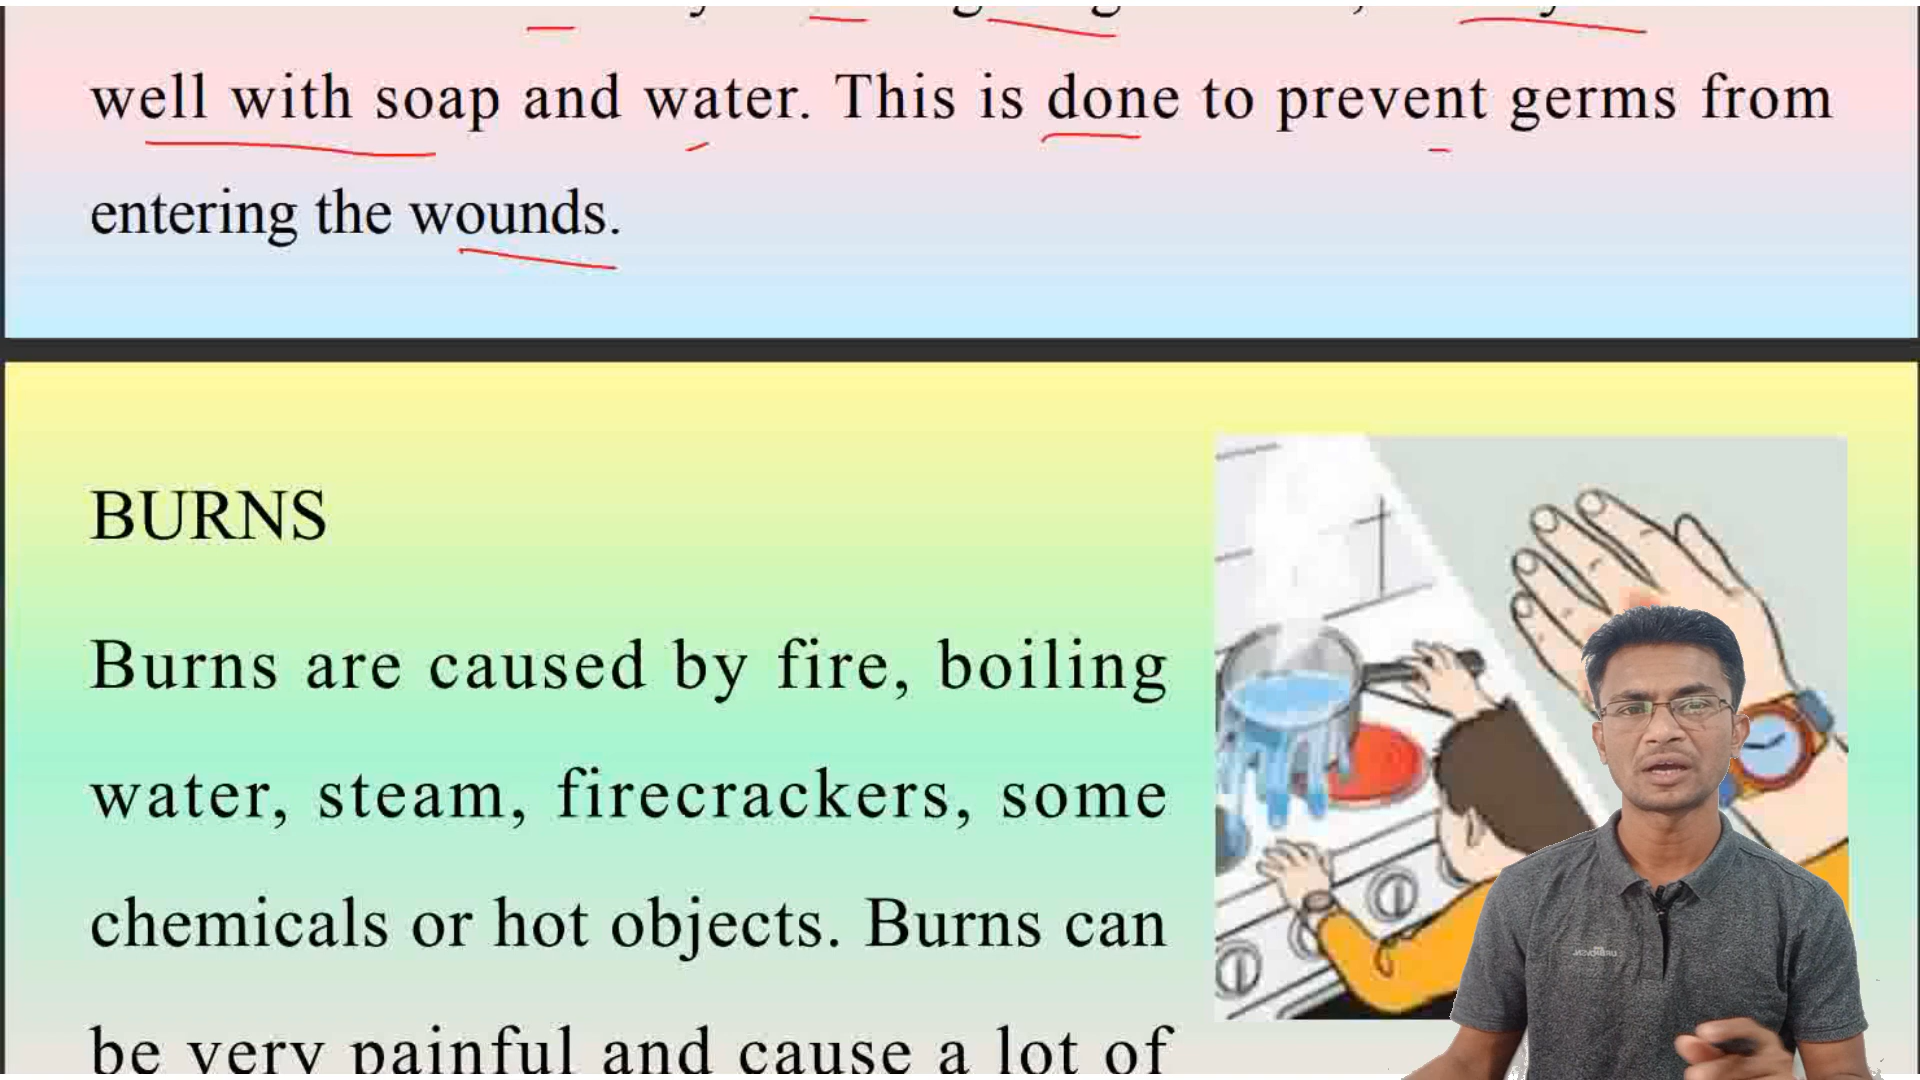 well with soap and water. This is done to prevent germs from
entering the wounds.
BURNS
Burns are caused by fire, boiling
water, steam, firecrackers, some
chemicals or hot objects. Burns can
be very painful and cause a lot of